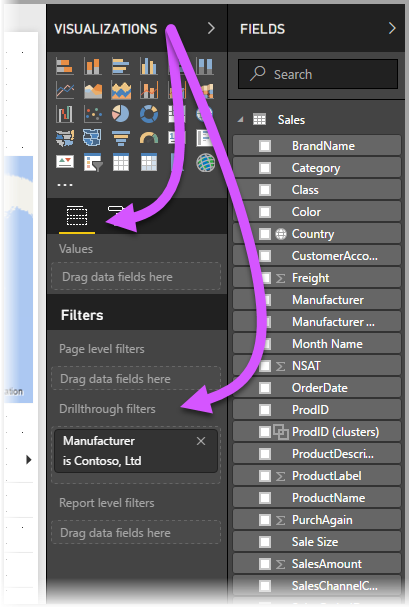 VISUALIZATIONS
Values
Drag data fields here
Filters
Page level filters
Drag data fields here
Drillthrough filters
Manufacturer
is Contoso, Ltd
Report level filters
Drag data fields here
FIELDS
Search
Sales
BrandName
Category
Class
Color
Country
CustomerAcco...
Freight
Manufacturer
Manufacturer ...
Month Name
NSAT
OrderDate
ProdID
ProdID (clusters)
ProductDescri...
ProductLabel
ProductName
PurchAgain
Sale Size
SalesAmount
SalesChannelC...